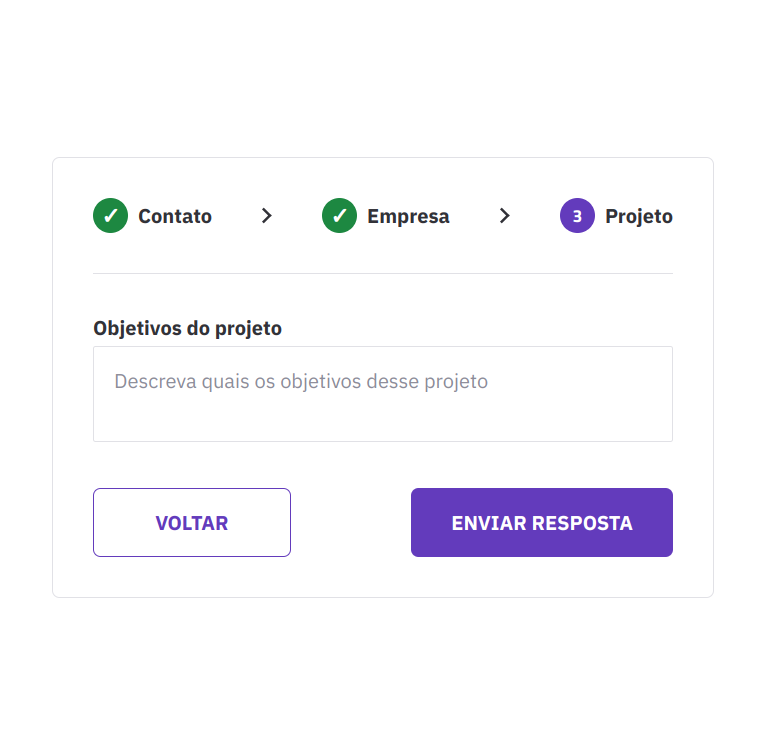 ✓ Contato > ✓ Empresa > 3 Projeto
Objetivos do projeto
Descreva quais os objetivos desse projeto
VOLTAR ENVIAR RESPOSTA